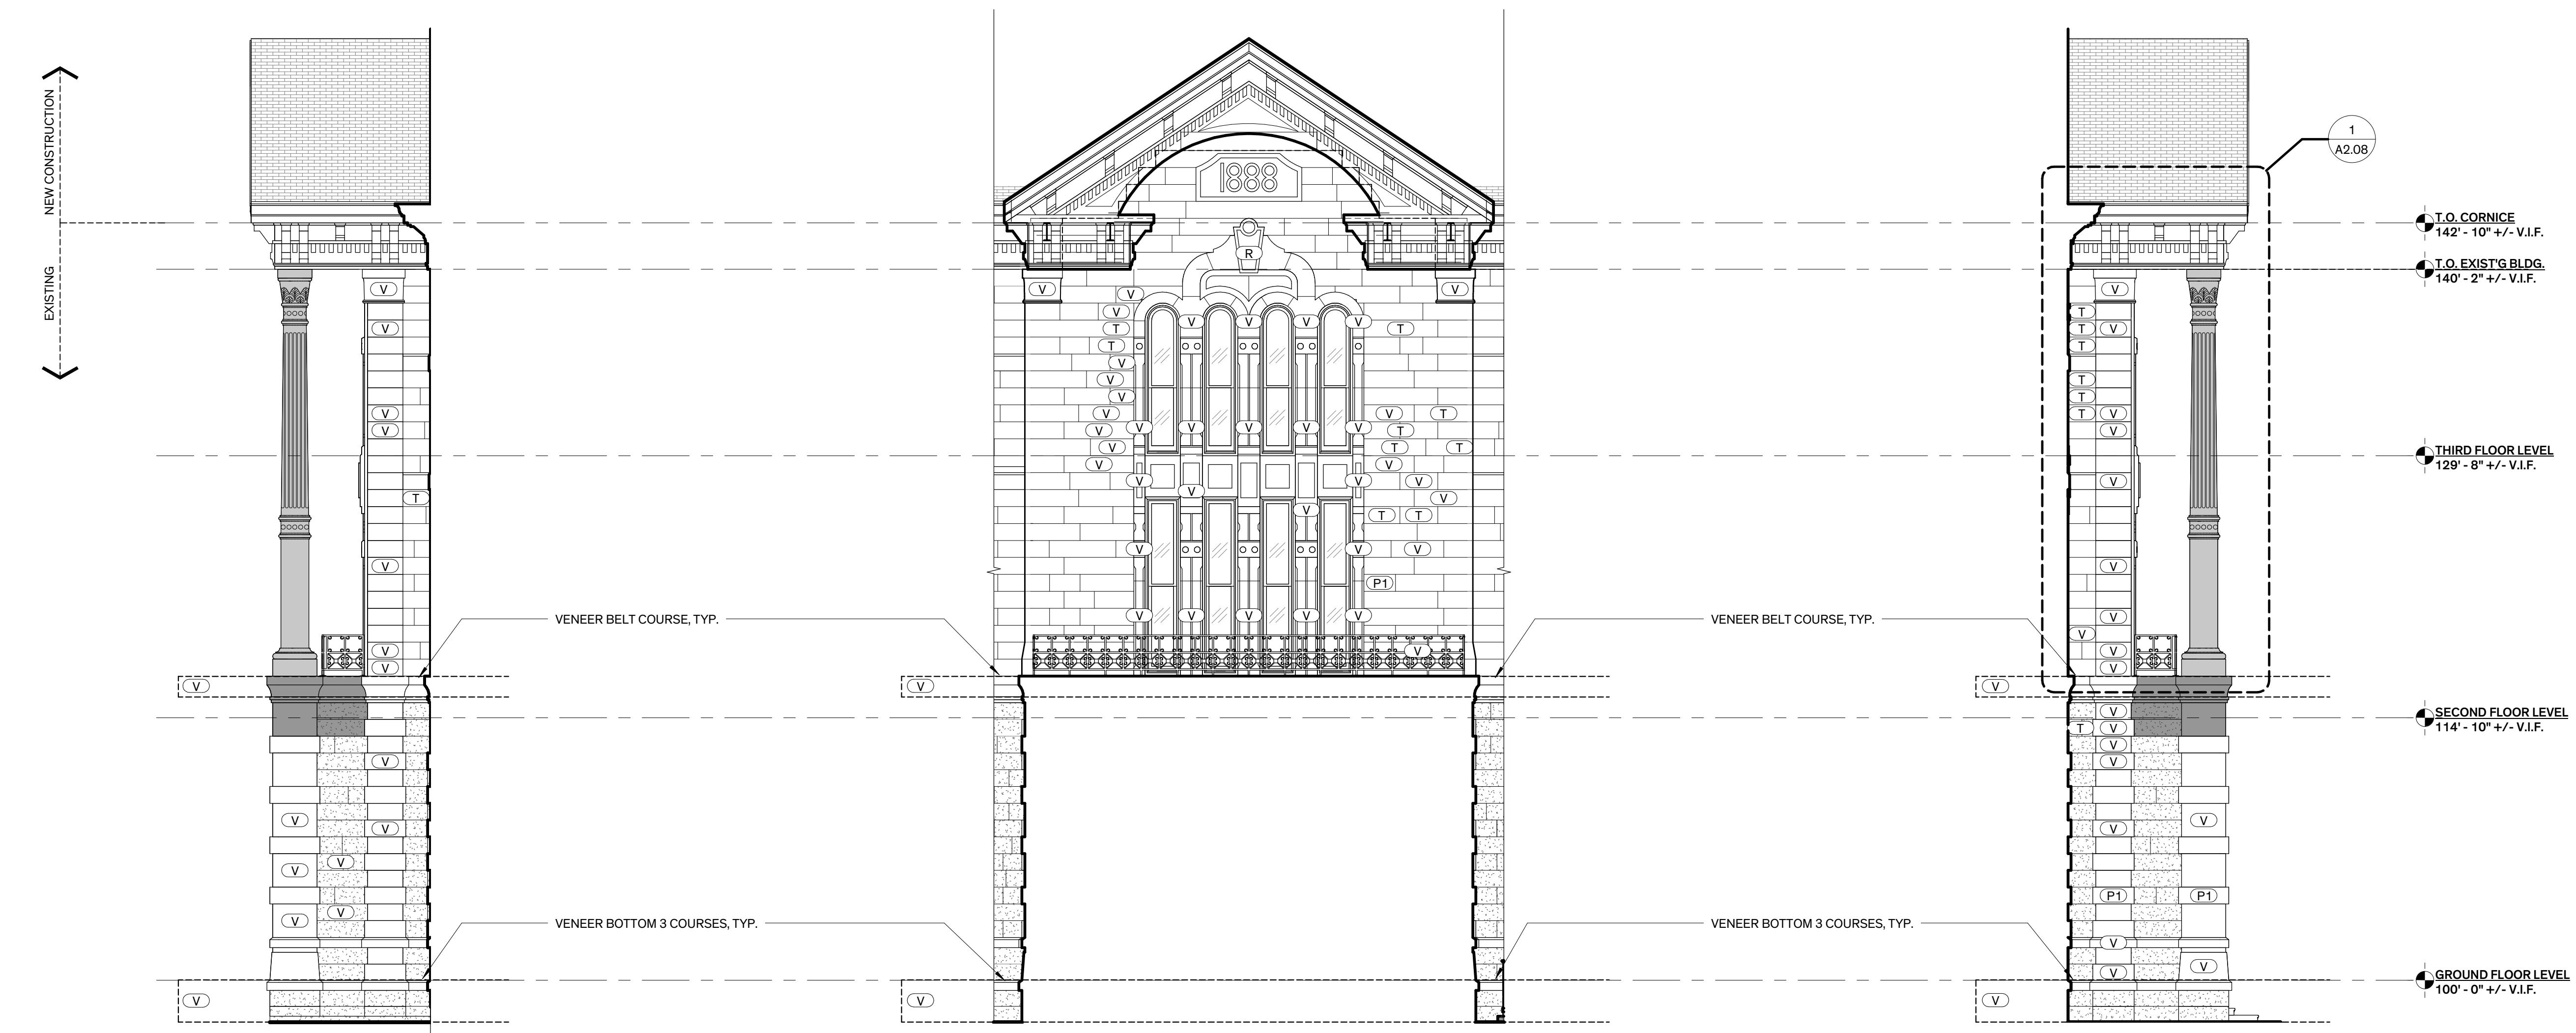 NEW CONSTRUCTION
EXISTING
V
V
V
V
T
V
V
V
V
V
V
V
V
V
V
V
V
VENEER BELT COURSE, TYP.
VENEER BOTTOM 3 COURSES, TYP.
1888
R
V V
V
V
V V V V
T T
T
V
V
V
V V T
V V V V V
V T
V T T
V V
V V V
V
V
V
T T
V V V
P1
V V V V V
V
V
V
VENEER BELT COURSE, TYP.
VENEER BOTTOM 3 COURSES, TYP.
1
A2.08
V
T
T V
T
T
T
T V
V
V
V
V
V
V
V
V
V
T V
V
V
V
V
P1 P1
V
V
V
V
T.O. CORNICE
142' - 10" +/- V.I.F.
T.O. EXIST'G BLDG.
140' - 2" +/- V.I.F.
THIRD FLOOR LEVEL
129' - 8" +/- V.I.F.
SECOND FLOOR LEVEL
114' - 10" +/- V.I.F.
GROUND FLOOR LEVEL
100' - 0" +/- V.I.F.